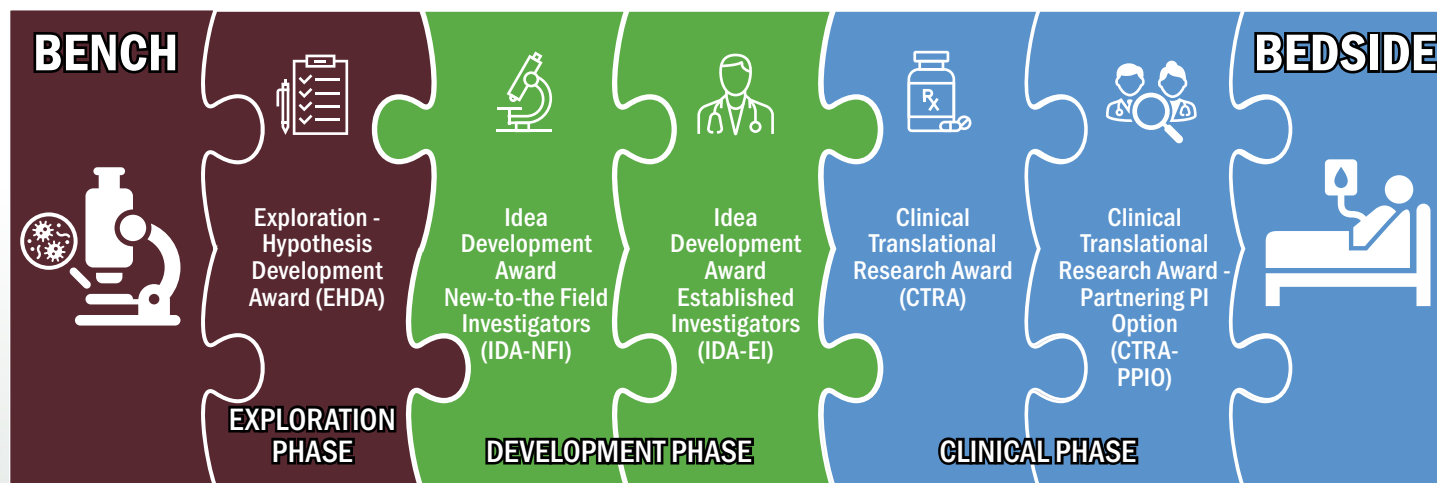 BENCH
Exploration -
Hypothesis
Development
Award (EHDA)
EXPLORATION
PHASE
Idea
Development
Award
New-to-the Field
Investigators
(IDA-NFI)
Idea
Development
Award
Established
Investigators
(IDA-EI)
DEVELOPMENT PHASE
Rx
Clinical
Translational
Research Award
(CTRA)
Clinical
Translational
Research Award -
Partnering PI
Option
(CTRA-
PPIO)
CLINICAL PHASE
BEDSIDE